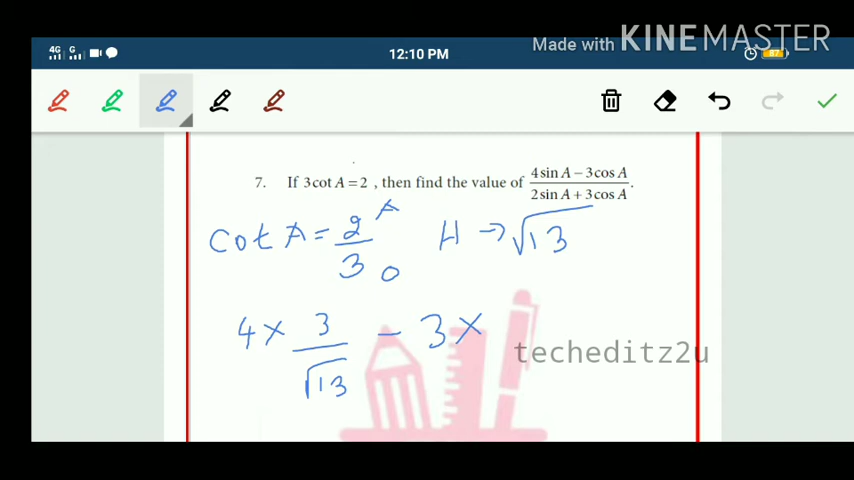 Made with KINEMASTER
4G G 12:10 PM 87
7. If 3 cot A = 2 , then find the value of (4 sin A − 3 cos A)/(2 sin A + 3 cos A).
cot A = 2/3 A O H → √13
4 × 3/√13 − 3 ×
techeditz2u